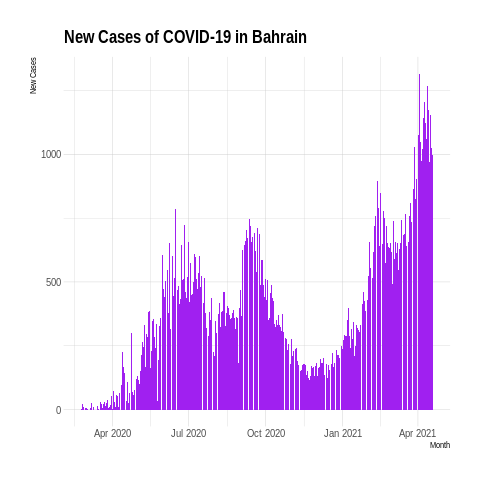 New Cases of COVID-19 in Bahrain
New Cases
1000
500
0
Apr 2020 Jul 2020 Oct 2020 Jan 2021 Apr 2021
Month